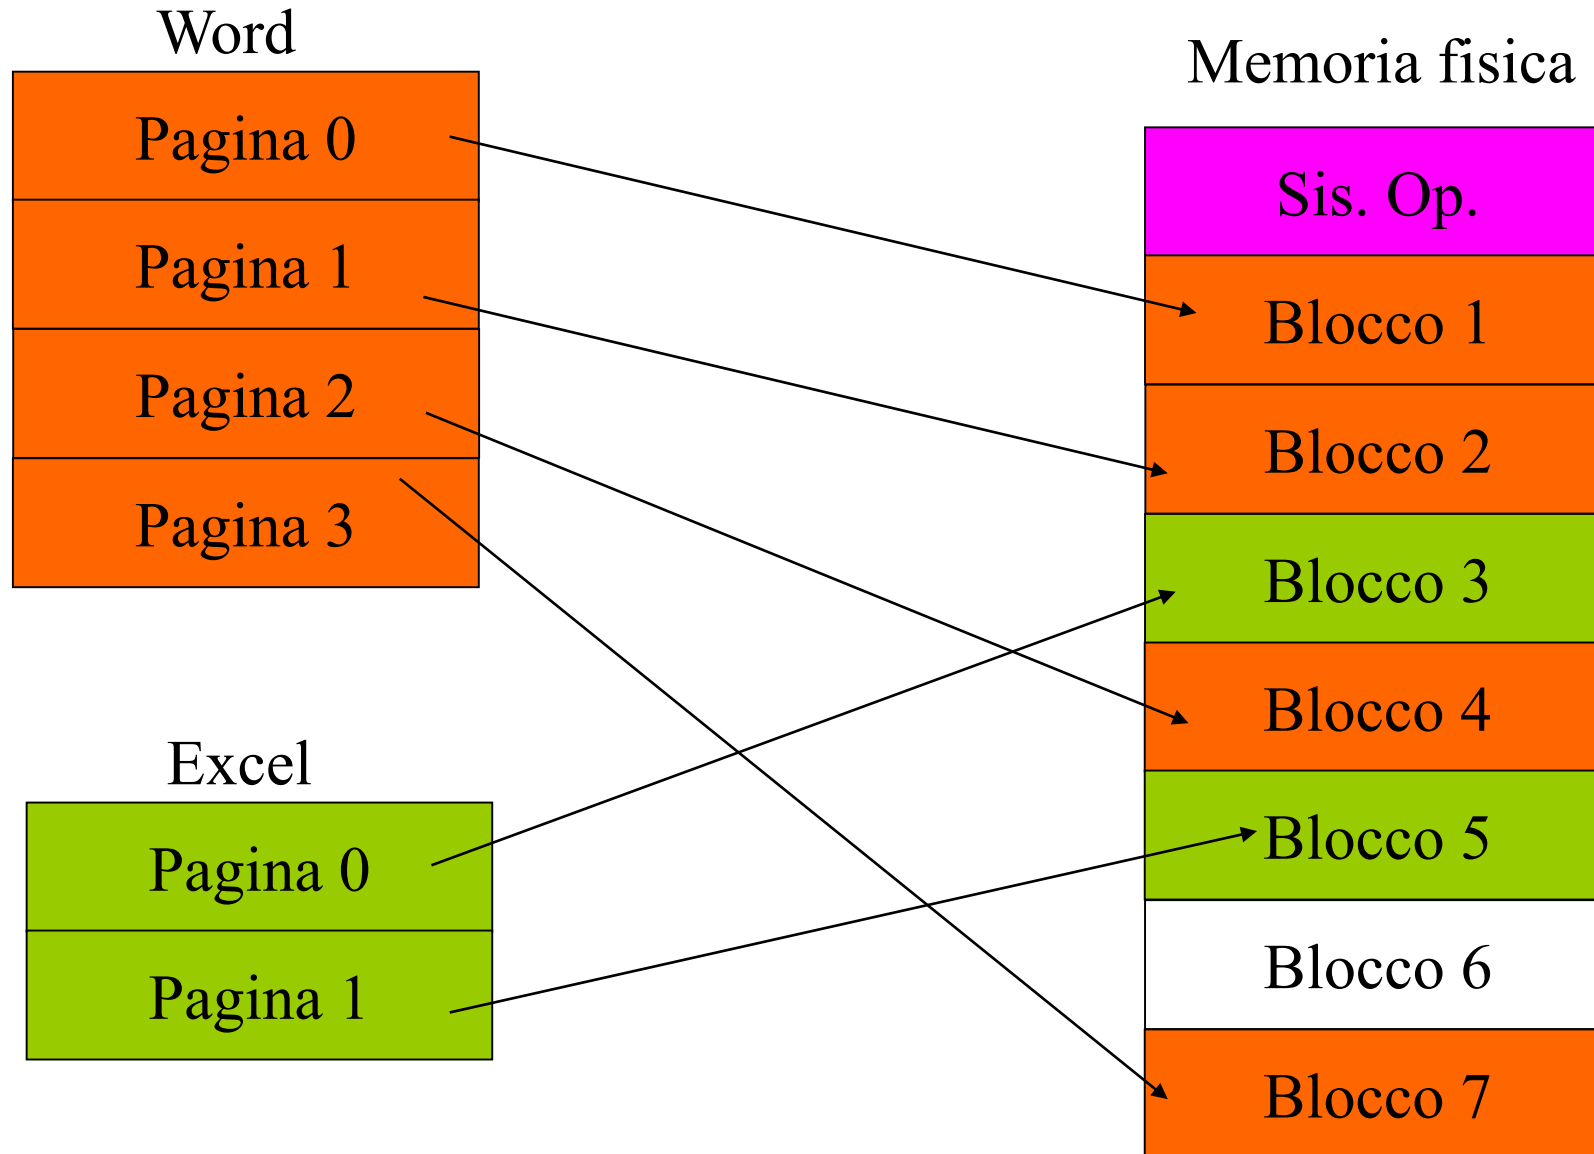 Word
Pagina 0
Pagina 1
Pagina 2
Pagina 3
Excel
Pagina 0
Pagina 1
Memoria fisica
Sis. Op.
Blocco 1
Blocco 2
Blocco 3
Blocco 4
Blocco 5
Blocco 6
Blocco 7